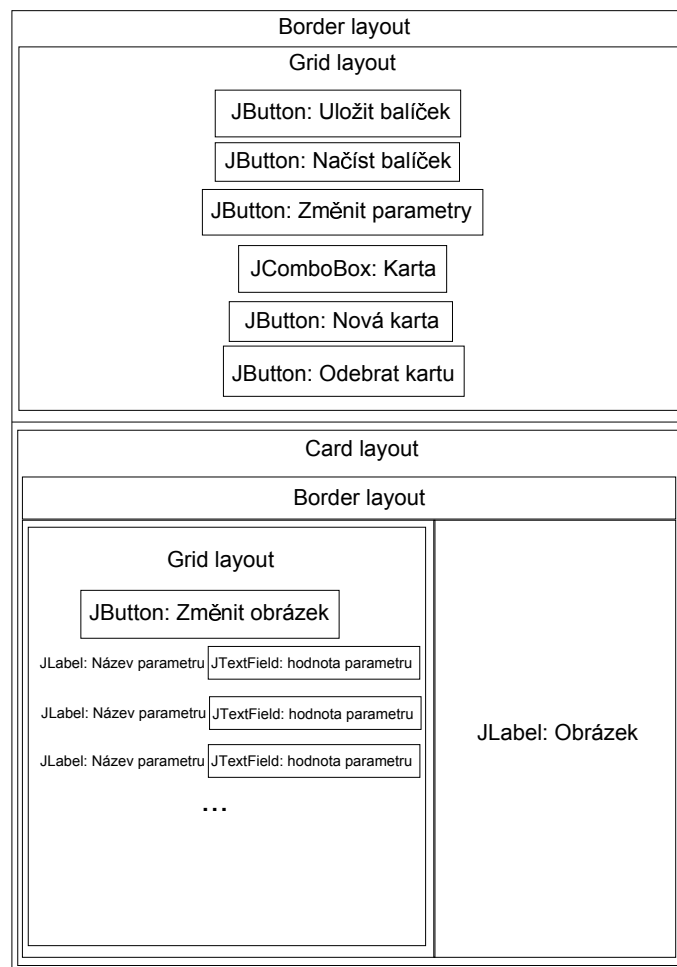 Border layout
Grid layout
JButton: Uložit balíček
JButton: Načíst balíček
JButton: Změnit parametry
JComboBox: Karta
JButton: Nová karta
JButton: Odebrat kartu
Card layout
Border layout
Grid layout
JButton: Změnit obrázek
JLabel: Název parametru JTextField: hodnota parametru
JLabel: Název parametru JTextField: hodnota parametru
JLabel: Název parametru JTextField: hodnota parametru
...
JLabel: Obrázek